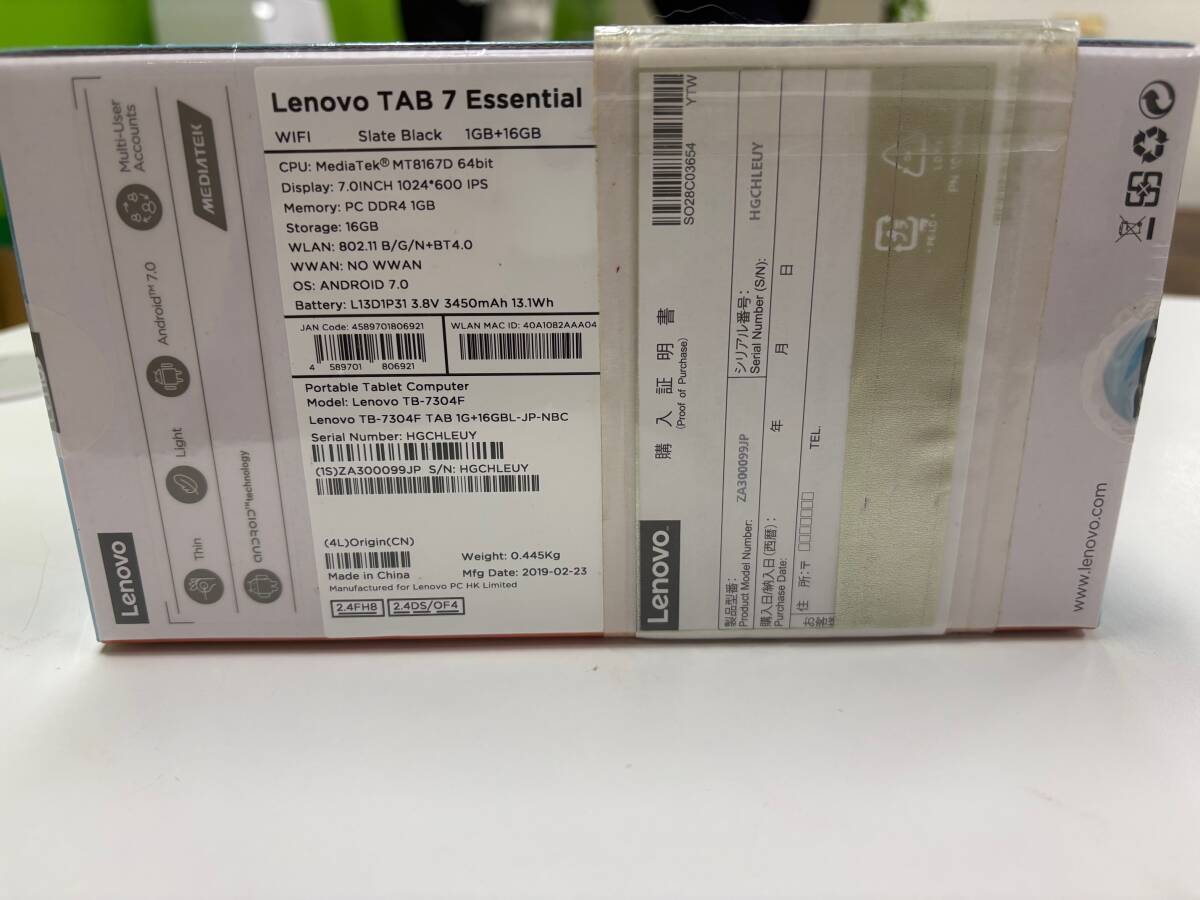 Lenovo TAB 7 Essential
WIFI Slate Black 1GB+16GB
CPU: MediaTek® MT8167D 64bit
Display: 7.0INCH 1024*600 IPS
Memory: PC DDR4 1GB
Storage: 16GB
WLAN: 802.11 B/G/N+BT4.0
WWAN: NO WWAN
OS: ANDROID 7.0
Battery: L13D1P31 3.8V 3450mAh 13.1Wh
JAN Code: 4589701806921
4 589701 806921
WLAN MAC ID: 40A1082AAA04
Portable Tablet Computer
Model: Lenovo TB-7304F
Lenovo TB-7304F TAB 1G+16GBL-JP-NBC
Serial Number: HGCHLEUY
(1S)ZA300099JP S/N: HGCHLEUY
(4L)Origin(CN)
Made in China
Weight: 0.445Kg
Mfg Date: 2019-02-23
Manufactured for Lenovo PC HK Limited
2.4FH8 2.4DS/OF4
Lenovo
Thin
Light
Android™ 7.0
Multi-User
Accounts
ANDROID™technology
MEDIATEK
Lenovo
購入証明書
(Proof of Purchase)
SO28C03654
YTW
製品型番:
Product Model Number: ZA300099JP
シリアル番号:
Serial Number (S/N): HGCHLEUY
購入日/納入日(西暦):
Purchase Date:
年 月 日
住 所:〒 □□□□□□□
TEL.
お客様
プラ
www.lenovo.com